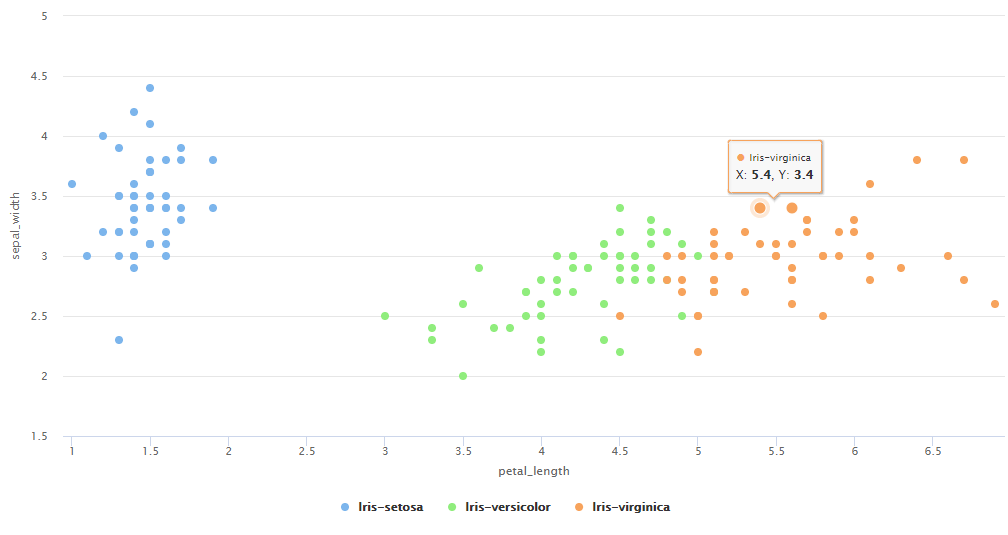 5
4.5
4
3.5
3
2.5
2
1.5
sepal_width
Iris-virginica
X: 5.4, Y: 3.4
1 1.5 2 2.5 3 3.5 4 4.5 5 5.5 6 6.5
petal_length
Iris-setosa Iris-versicolor Iris-virginica